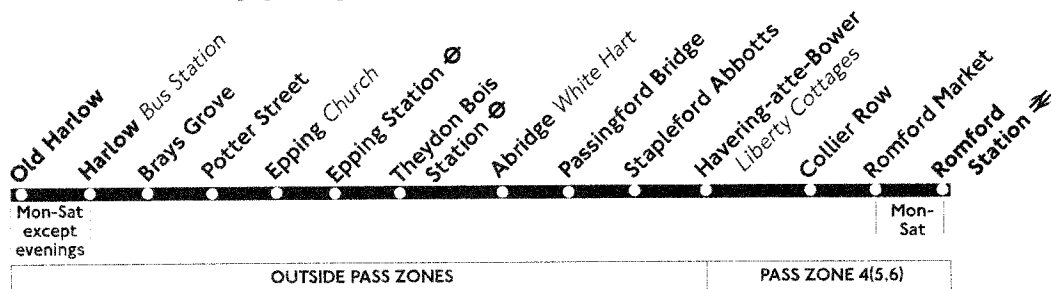 Old Harlow
Harlow Bus Station
Brays Grove
Potter Street
Epping Church
Epping Station
Theydon Bois
Station
Abridge White Hart
Passingford Bridge
Stapleford Abbotts
Havering-atte-Bower
Liberty Cottages
Collier Row
Romford Market
Romford
Station
Mon-Sat
except
evenings
Mon-
Sat
OUTSIDE PASS ZONES
PASS ZONE 4(5,6)